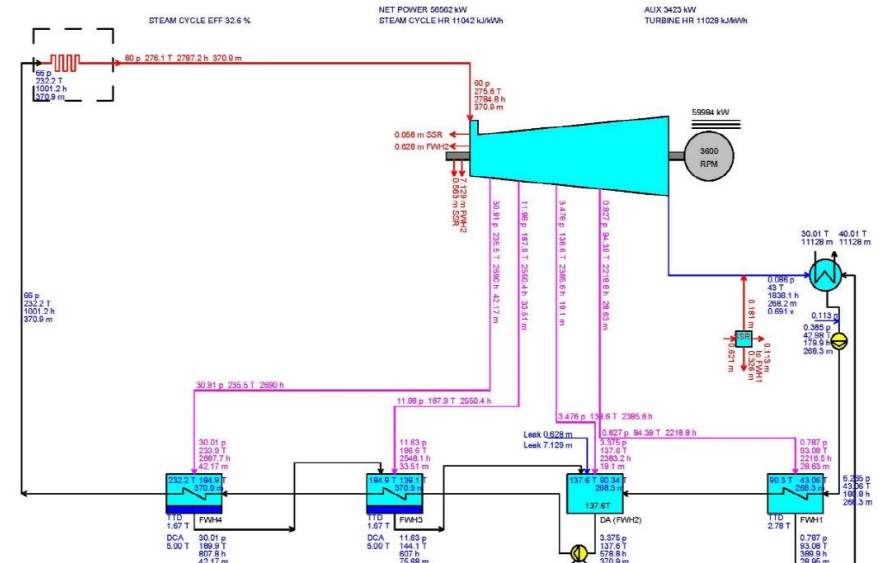 NET POWER 56562 kW
AUX 3423 kW
STEAM CYCLE EFF 32.6 %
STEAM CYCLE HR 11042 kJ/kWh
TURBINE HR 11028 kJ/kWh
60 p 276.1 T 2787.2 h 370.9 m
66 p
232.2 T
1001.2 h
370.9 m
60 p
275.6 T
2784.8 h
370.9 m
59984 kW
3600
RPM
0.058 m SSR
0.628 m FWH2
7.129 m FWH2
0.563 m SSR
30.91 p 235.5 T 2690 h 42.17 m
11.98 p 187.9 T 2550.4 h 33.51 m
3.476 p 138.6 T 2385.6 h 19.1 m
0.827 p 94.39 T 2218.8 h 28.63 m
30.01 T
11128 m
40.01 T
11128 m
0.086 p
43 T
1838.1 h
268.2 m
0.691 x
0.113 m
0.365 p
42.98 T
179.9 h
268.3 m
0.181 m
SSR
0.621 m
0.326 m
0.113 m
to FWH1
66 p
232.2 T
1001.2 h
370.9 m
30.91 p 235.5 T 2690 h
11.98 p 187.9 T 2550.4 h
3.476 p 138.6 T 2385.6 h
0.827 p 94.39 T 2218.8 h
Leak 0.628 m
Leak 7.129 m
30.01 p
233.9 T
2687.7 h
42.17 m
11.63 p
186.6 T
2548.1 h
33.51 m
3.375 p
137.6 T
2383.2 h
19.1 m
0.787 p
93.08 T
2216.5 h
28.63 m
6.255 p
43.06 T
268.3 m
232.2 T 184.9 T
370.9 m
184.9 T 139.1 T
370.9 m
137.6 T 90.34 T
268.3 m
137.6T
90.3 T 43.06 T
268.3 m
TTD
1.67 T
FWH4
TTD
1.67 T
FWH3
DA (FWH2)
TTD
2.78 T
FWH1
DCA
5.00 T
30.01 p
189.9 T
807.8 h
42.17 m
DCA
5.00 T
11.63 p
144.1 T
607 h
75.68 m
3.375 p
137.6 T
578.8 h
370.9 m
0.787 p
93.08 T
389.9 h
28.95 m